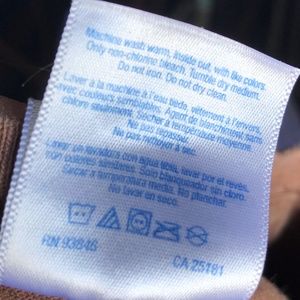 Machine wash warm, inside out, with like colors.
Only non-chlorine bleach. Tumble dry medium.
Do not iron. Do not dry clean.
Laver à la machine à l'eau tiède, vêtement à l'envers,
avec couleurs semblables. Agent de blanchiment sans
chlore seulement. Sécher à température moyenne.
Ne pas repasser.
Ne pas nettoyer à sec.
Lavar en lavadora con agua tibia, lavar por el revés,
con colores similares. Solo blanqueador sin cloro.
Secar a temperatura media. No planchar.
No lavar en seco.
RN 93846 CA 25181